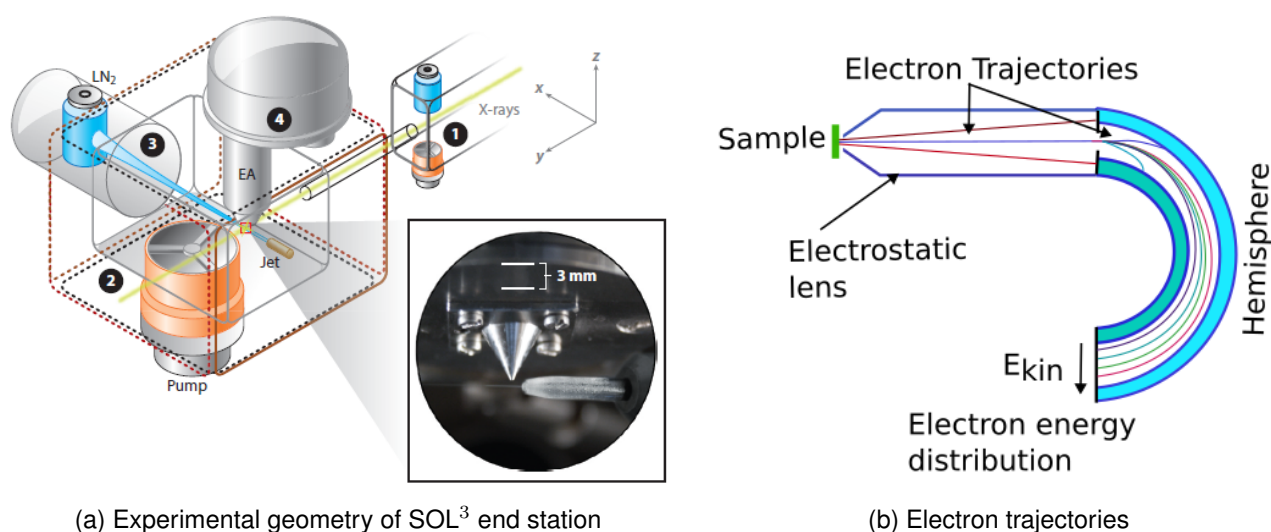 LN₂
3
4
EA
2
Jet
Pump
X-rays
1
z
x
y
3 mm
(a) Experimental geometry of SOL³ end station
Electron Trajectories
Sample
Electrostatic
lens
Hemisphere
Ekin
Electron energy
distribution
(b) Electron trajectories